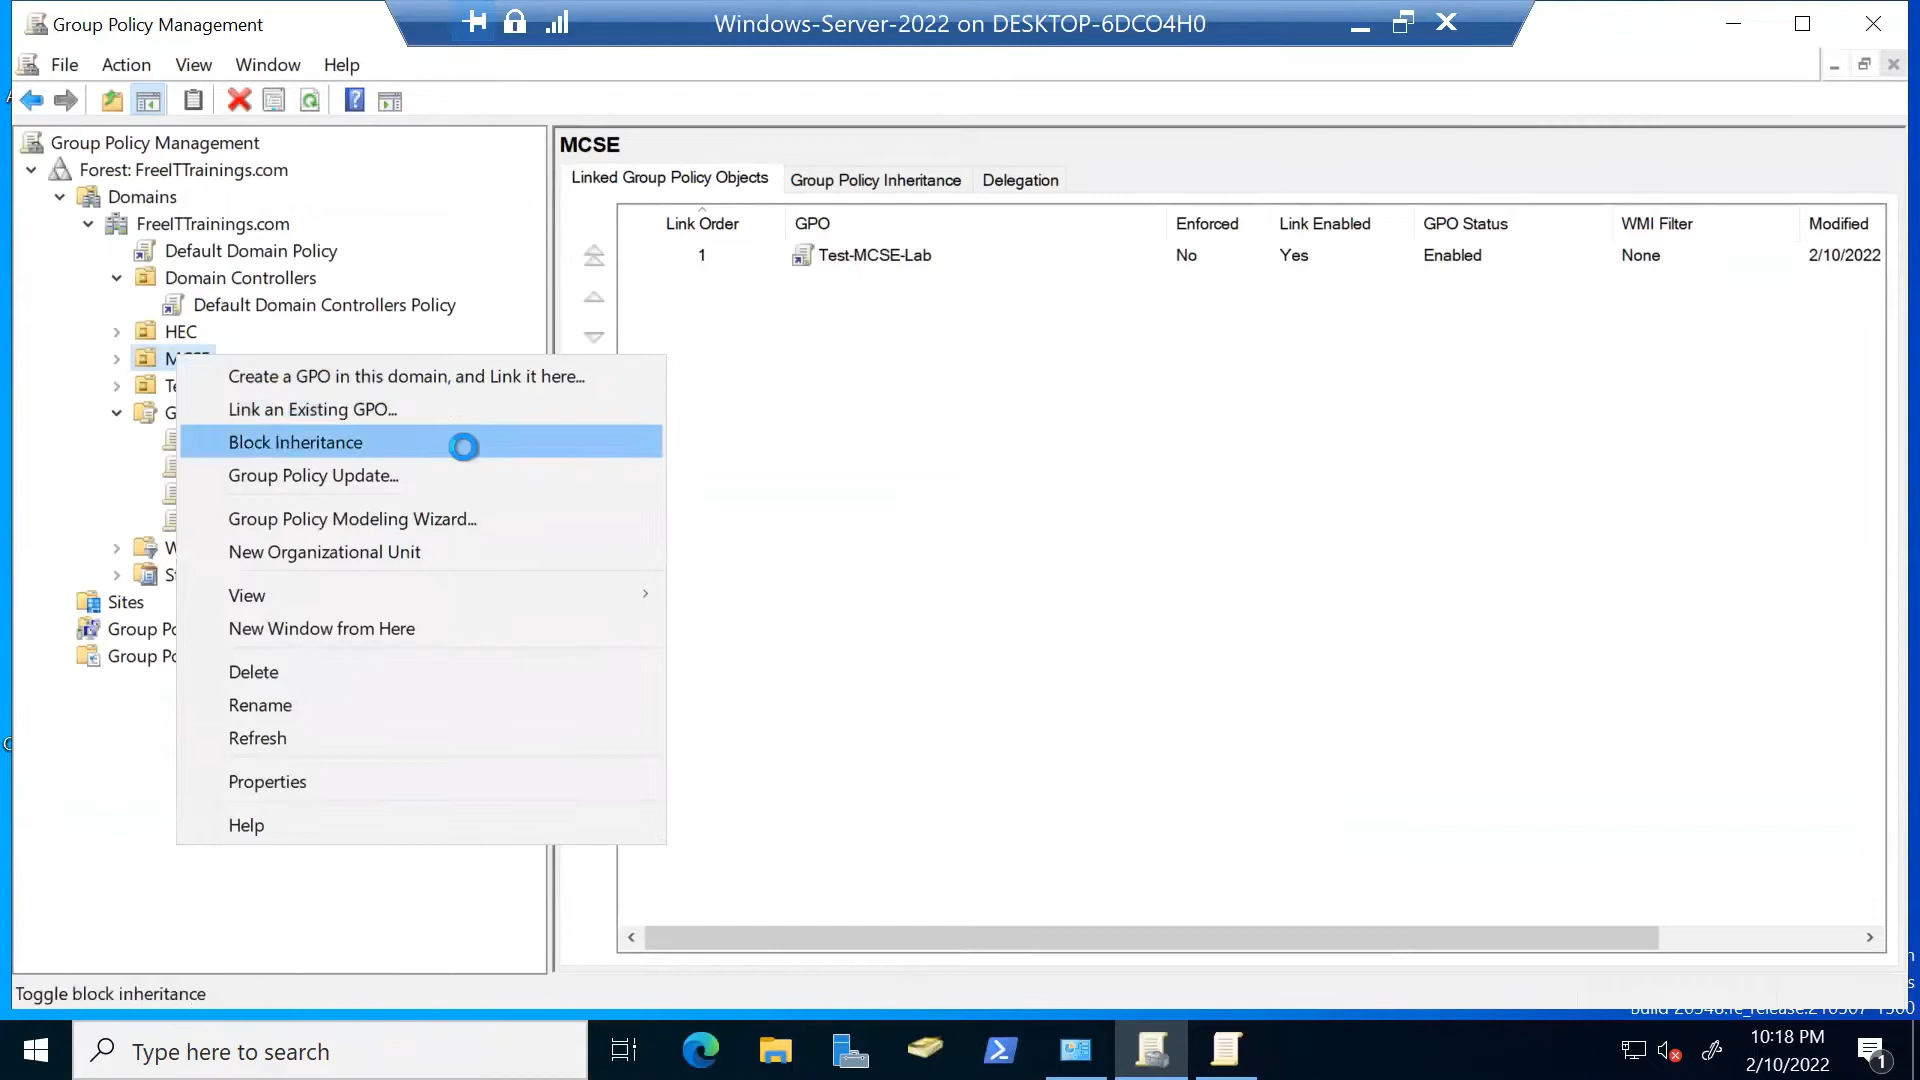 Group Policy Management
Windows-Server-2022 on DESKTOP-6DCO4H0
File Action View Window Help
Group Policy Management
Forest: FreeITTrainings.com
Domains
FreeITTrainings.com
Default Domain Policy
Domain Controllers
Default Domain Controllers Policy
HEC
Sites
Group Po
Group Po
Create a GPO in this domain, and Link it here...
Link an Existing GPO...
Block Inheritance
Group Policy Update...
Group Policy Modeling Wizard...
New Organizational Unit
View
New Window from Here
Delete
Rename
Refresh
Properties
Help
MCSE
Linked Group Policy Objects Group Policy Inheritance Delegation
Link Order GPO Enforced Link Enabled GPO Status WMI Filter Modified
1 Test-MCSE-Lab No Yes Enabled None 2/10/2022
Toggle block inheritance
Type here to search
10:18 PM
2/10/2022
1